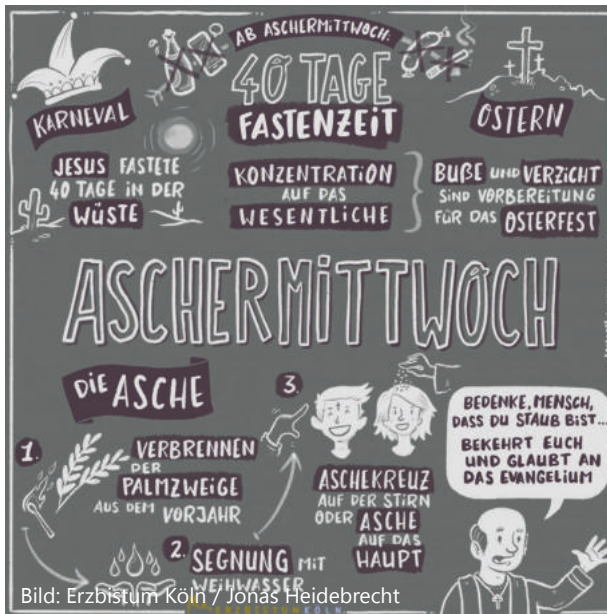 AB ASCHERMITTWOCH:
40 TAGE
FASTENZEIT
KARNEVAL
OSTERN
JESUS FASTETE
40 TAGE IN DER
WÜSTE
KONZENTRATION
AUF DAS
WESENTLICHE
BUẞE UND VERZICHT
SIND VORBEREITUNG
FÜR DAS OSTERFEST
ASCHERMiTTWOCH
DiE ASCHE
1.
VERBRENNEN
DER
PALMZWEIGE
AUS DEM VORJAHR
2. SEGNUNG MIT
WEIHWASSER
3.
ASCHEKREUZ
AUF DER STIRN
ODER ASCHE
AUF DAS
HAUPT
BEDENKE, MENSCH,
DASS DU STAUB BIST...
BEKEHRT EUCH
UND GLAUBT AN
DAS EVANGELIUM
Bild: Erzbistum Köln / Jonas Heidebrecht
ERZBISTUM KÖLN